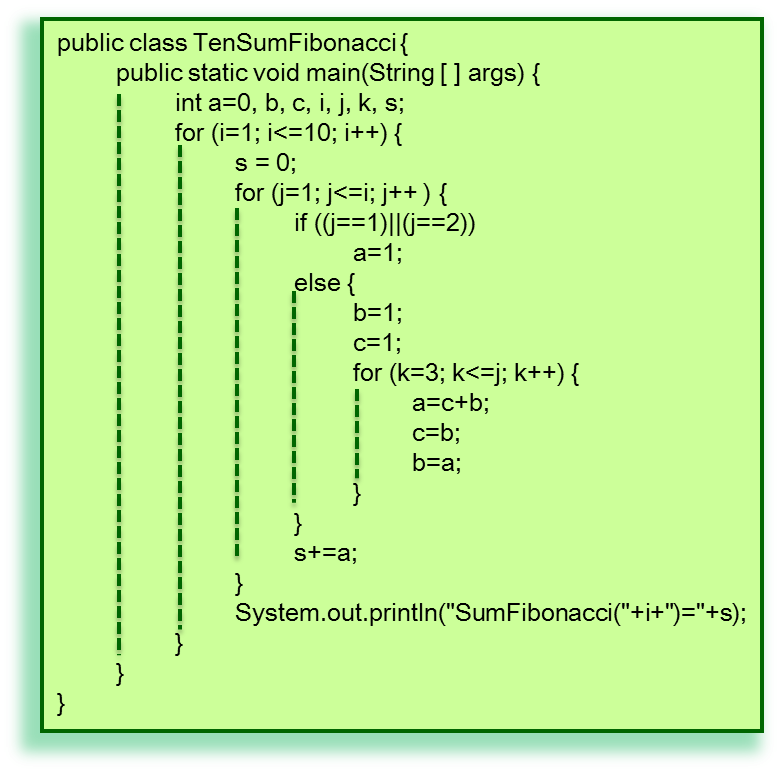 public class TenSumFibonacci{
public static void main(String [ ] args) {
int a=0, b, c, i, j, k, s;
for (i=1; i<=10; i++) {
s = 0;
for (j=1; j<=i; j++ ) {
if ((j==1)||(j==2))
a=1;
else {
b=1;
c=1;
for (k=3; k<=j; k++) {
a=c+b;
c=b;
b=a;
}
}
s+=a;
}
System.out.println("SumFibonacci("+i+")="+s);
}
}
}